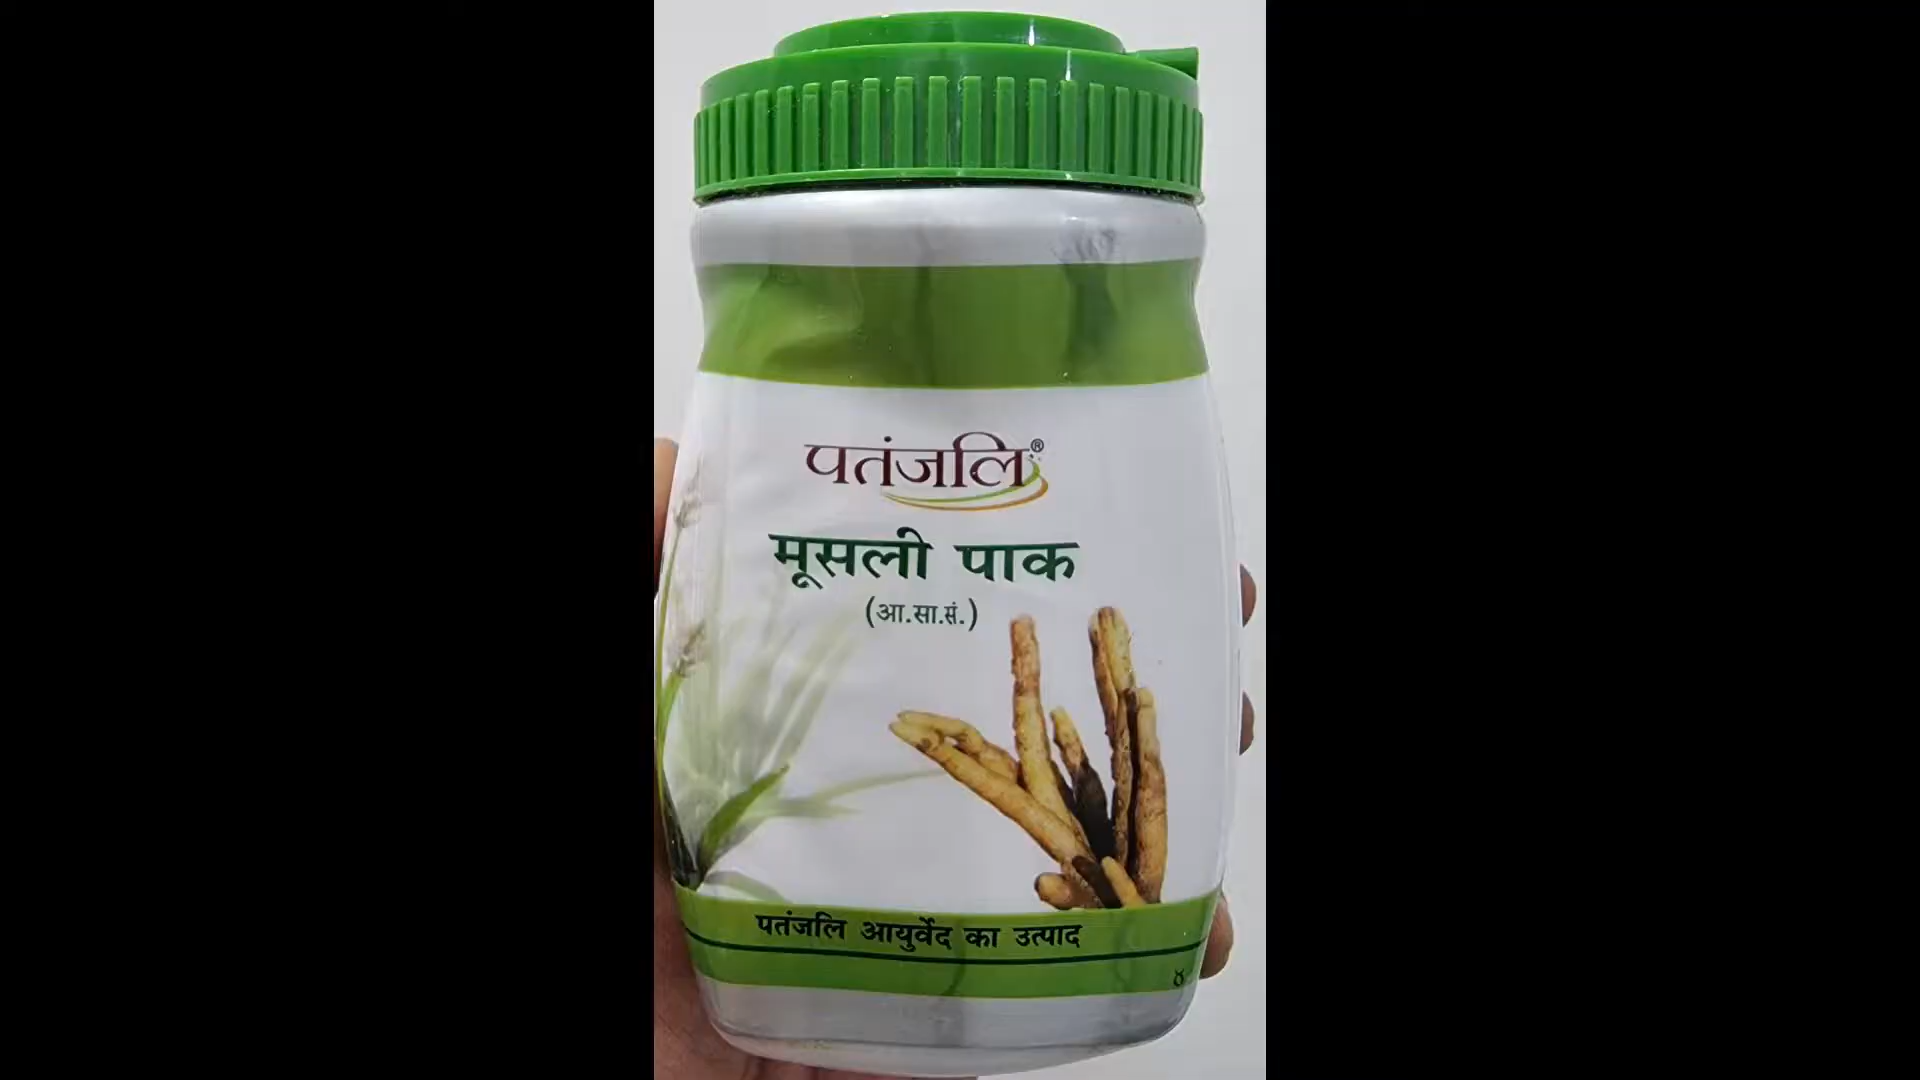 पतंजलि®
मूसली पाक
(आ.सा.सं.)
पतंजलि आयुर्वेद का उत्पाद